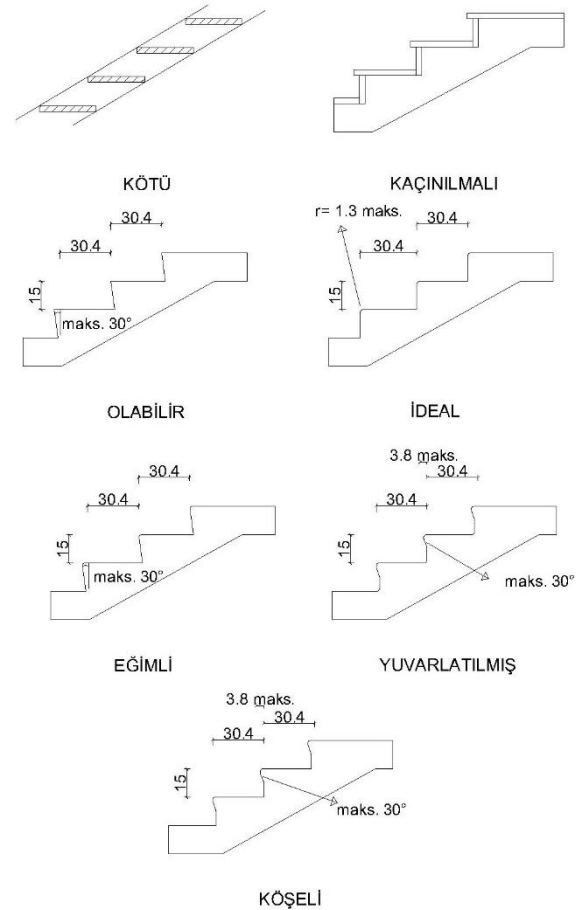 KÖTÜ
KAÇINILMALI
30.4
30.4
15
maks. 30°
OLABİLİR
r= 1.3 maks.
30.4
30.4
15
İDEAL
30.4
30.4
15
maks. 30°
EĞİMLİ
3.8 maks.
30.4
30.4
15
maks. 30°
YUVARLATILMIŞ
3.8 maks.
30.4
30.4
15
maks. 30°
KÖŞELİ